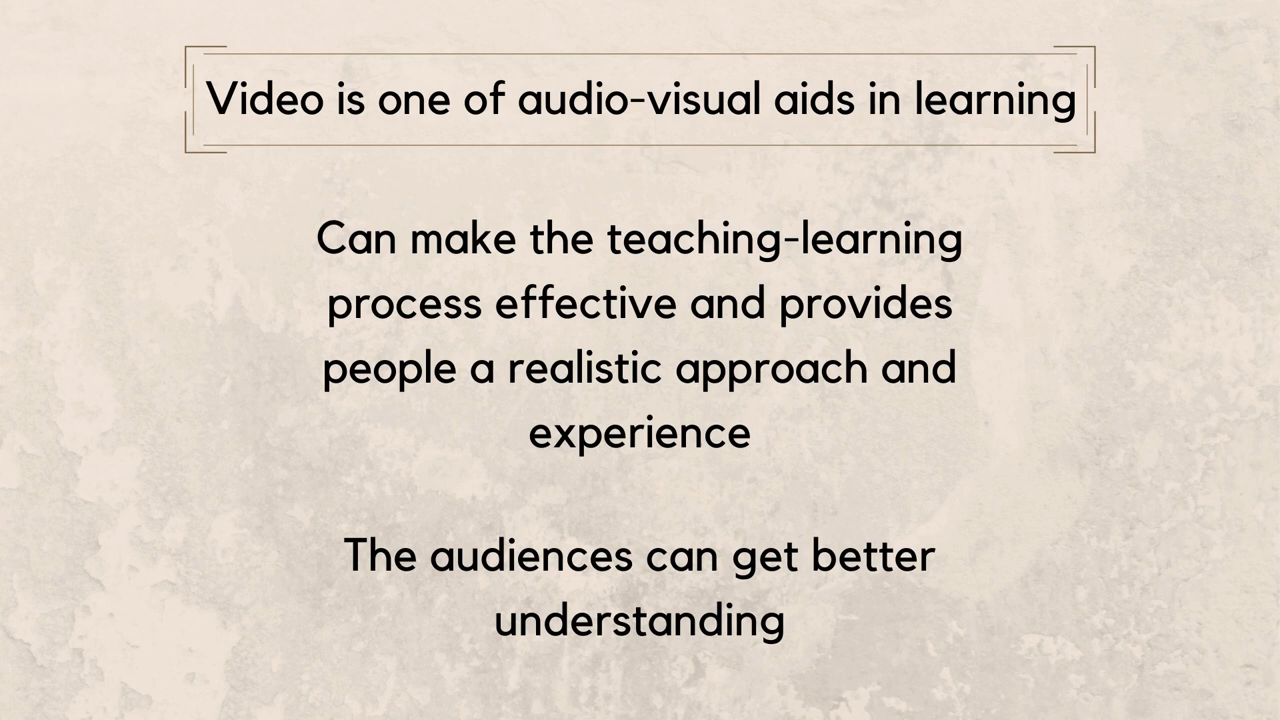 Video is one of audio-visual aids in learning
Can make the teaching-learning
process effective and provides
people a realistic approach and
experience
The audiences can get better
understanding